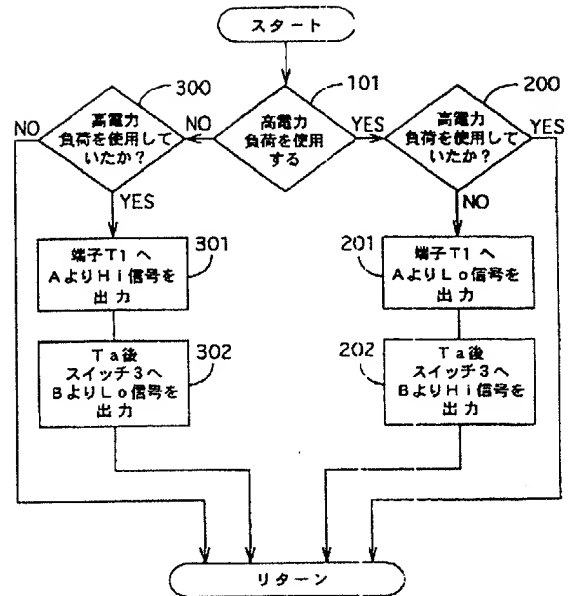 スタート
300
101
200
高電力
負荷を使用して
いたか？
NO
NO
高電力
負荷を使用
する
YES
高電力
負荷を使用して
いたか？
YES
YES
NO
端子T1へ
AよりHi信号を
出力
301
201
端子T1へ
AよりLo信号を
出力
Ta後
スイッチ3へ
BよりLo信号を
出力
302
202
Ta後
スイッチ3へ
BよりHi信号を
出力
リターン